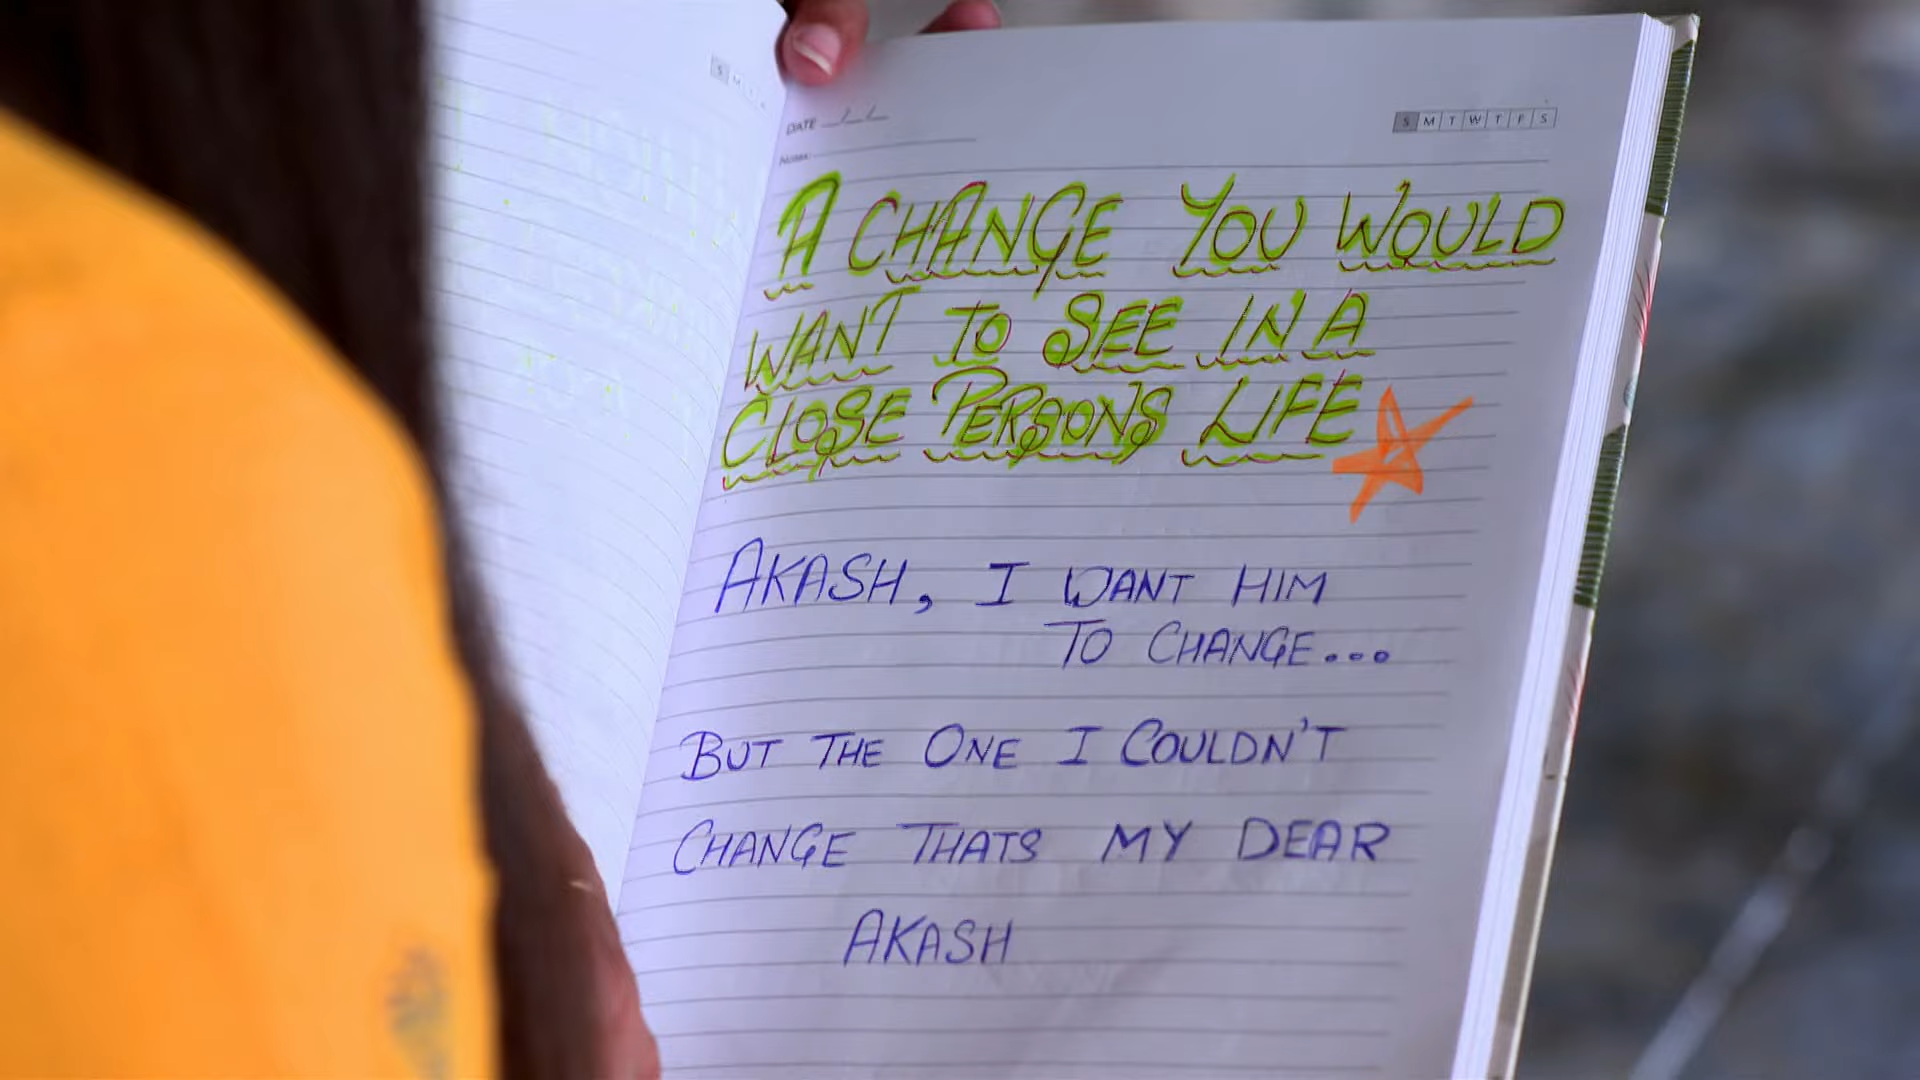 DATE
S M T W T F S
A CHANGE YOU WOULD
WANT TO SEE IN A
CLOSE PERSONS LIFE
AKASH, I WANT HIM
TO CHANGE...
BUT THE ONE I COULDN'T
CHANGE THATS MY DEAR
AKASH